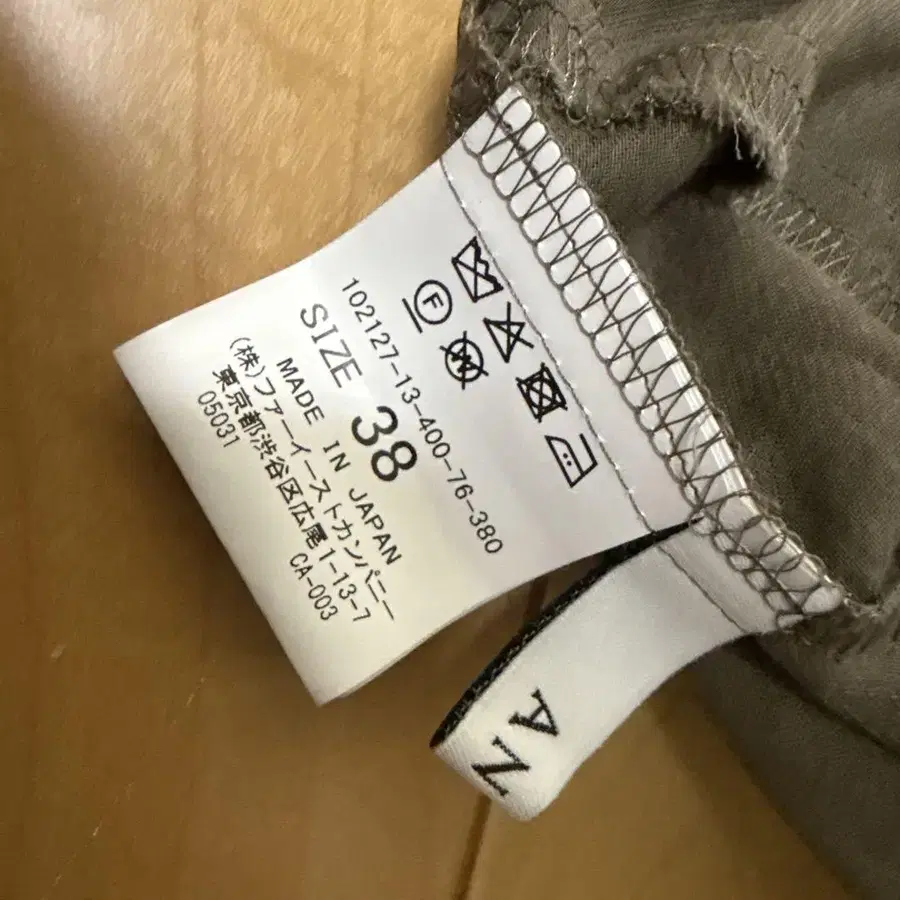 F
102127-13-400-76-380
SIZE 38
MADE IN JAPAN
(株)ファーイーストカンパニー
東京都渋谷区広尾1-13-7
05031 CA-003
AN